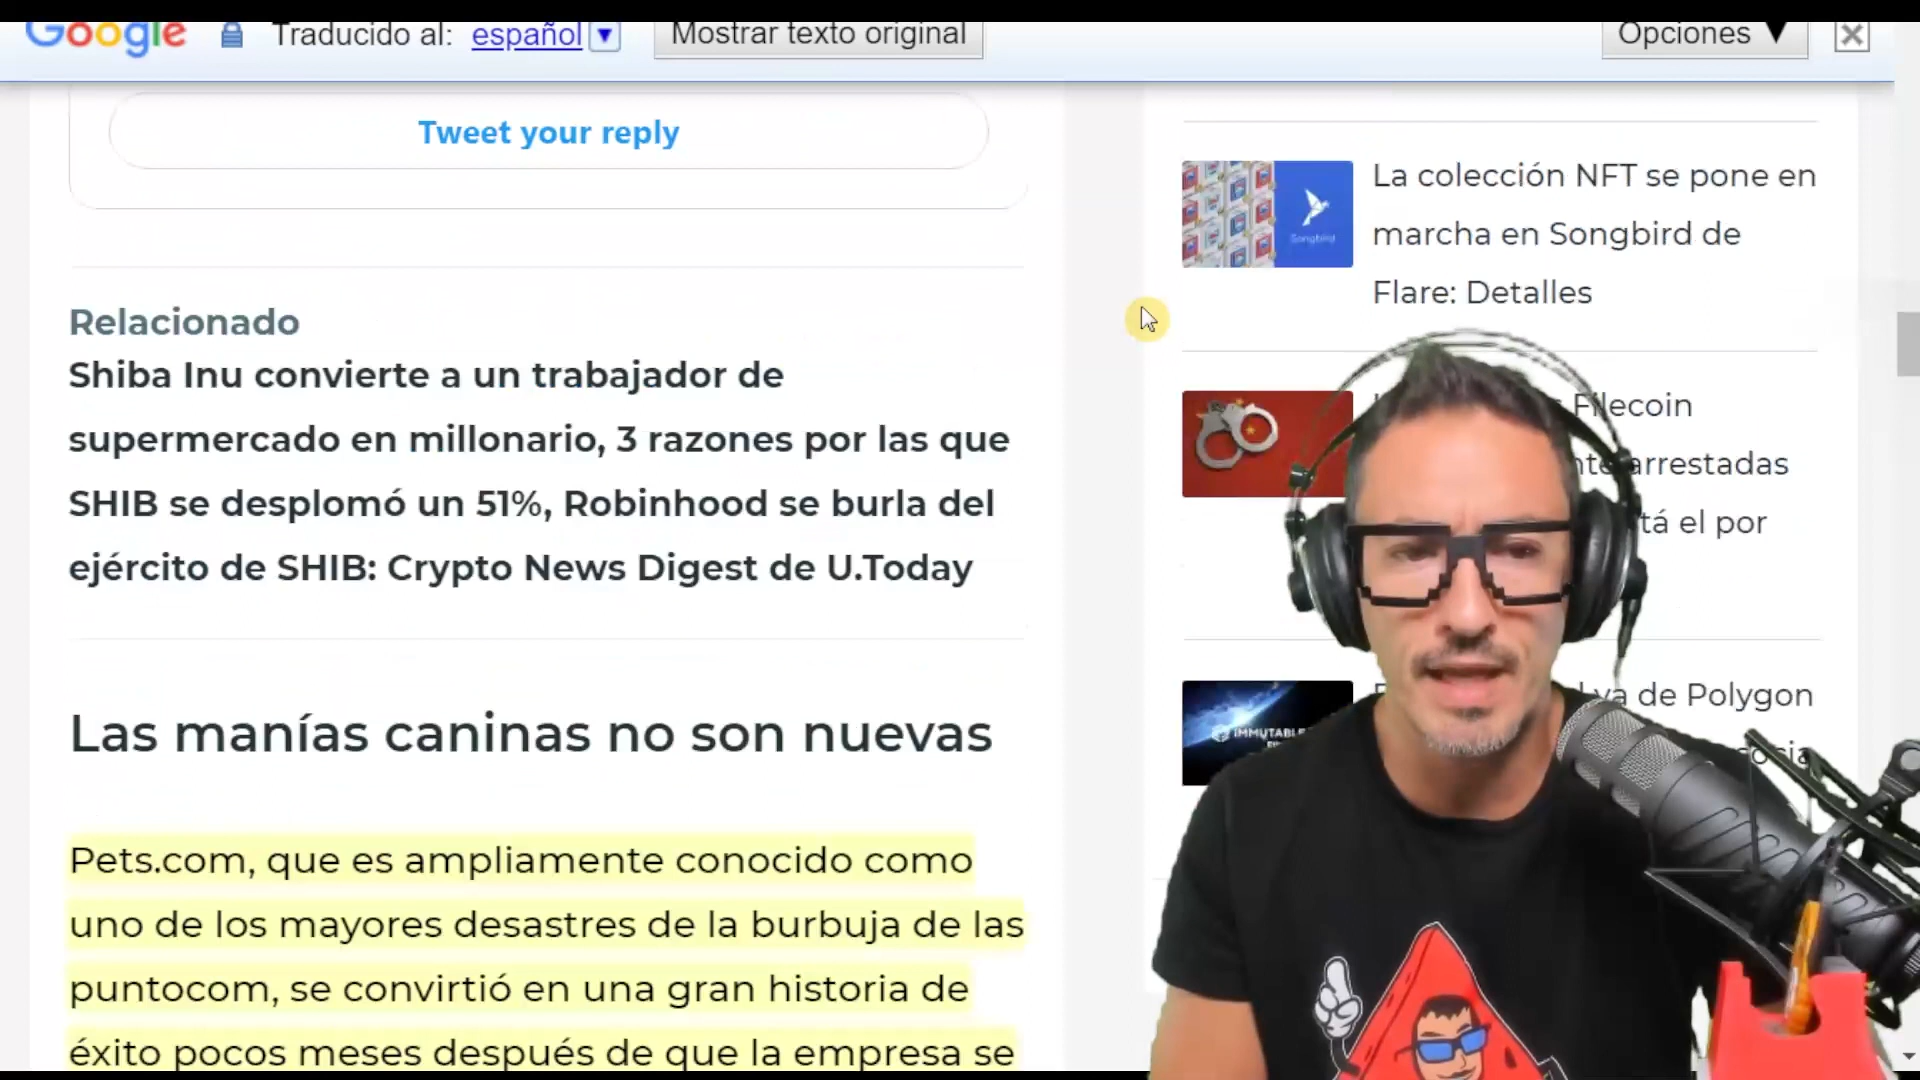 Google Traducido al: español Mostrar texto original Opciones
Tweet your reply
Relacionado
Shiba Inu convierte a un trabajador de
supermercado en millonario, 3 razones por las que
SHIB se desplomó un 51%, Robinhood se burla del
ejército de SHIB: Crypto News Digest de U.Today
Las manías caninas no son nuevas
Pets.com, que es ampliamente conocido como
uno de los mayores desastres de la burbuja de las
puntocom, se convirtió en una gran historia de
éxito pocos meses después de que la empresa se
La colección NFT se pone en
marcha en Songbird de
Flare: Detalles
Songbird
Filecoin
arrestadas
el por
IMMUTABLE
de Polygon